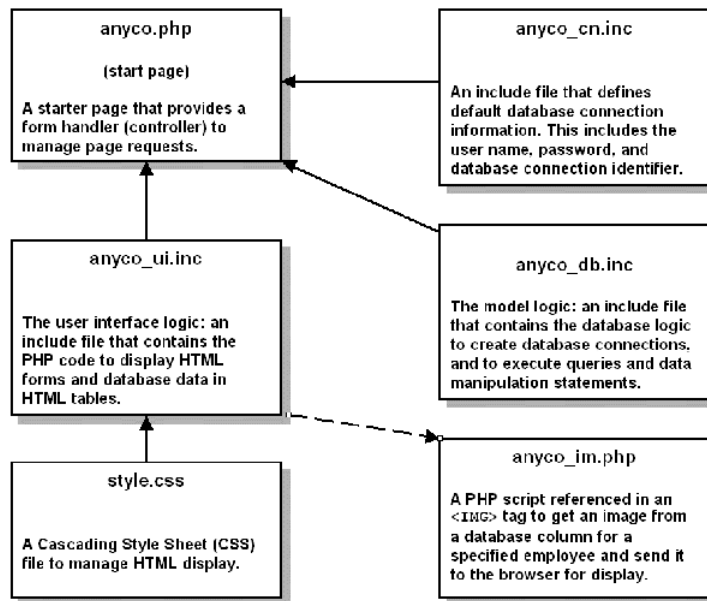 anyco.php
(start page)
A starter page that provides a
form handler (controller) to
manage page requests.
anyco_cn.inc
An include file that defines
default database connection
information. This includes the
user name, password, and
database connection identifier.
anyco_ui.inc
The user interface logic: an
include file that contains the
PHP code to display HTML
forms and database data in
HTML tables.
anyco_db.inc
The model logic: an include file
that contains the database logic
to create database connections,
and to execute queries and data
manipulation statements.
style.css
A Cascading Style Sheet (CSS)
file to manage HTML display.
anyco_im.php
A PHP script referenced in an
<IMG> tag to get an image from
a database column for a
specified employee and send it
to the browser for display.